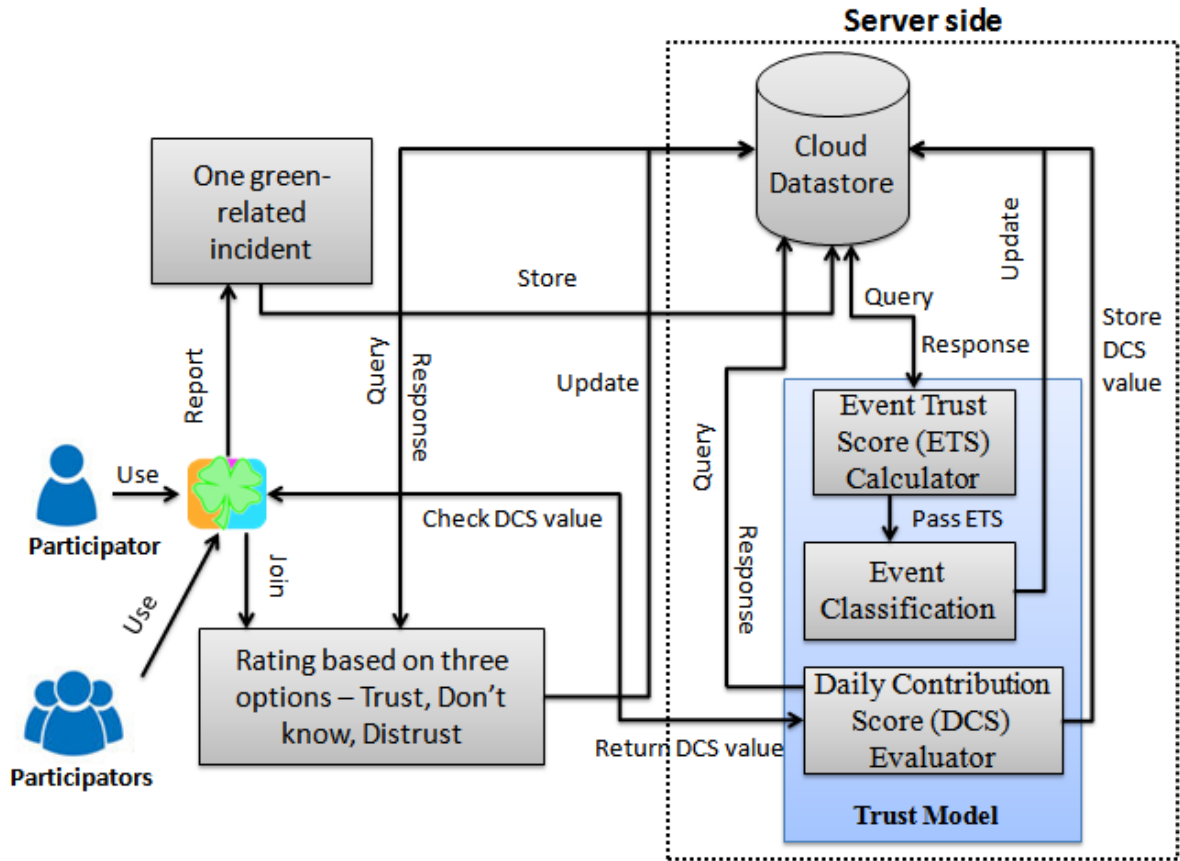 Server side
Cloud
Datastore
One green-
related
incident
Store
Query
Response
Update
Report
Use
Participator
Use
Participators
Join
Check DCS value
Return DCS value
Rating based on three
options – Trust, Don't
know, Distrust
Query
Response
Query
Response
Update
Store
DCS
value
Event Trust
Score (ETS)
Calculator
Pass ETS
Event
Classification
Daily Contribution
Score (DCS)
Evaluator
Trust Model